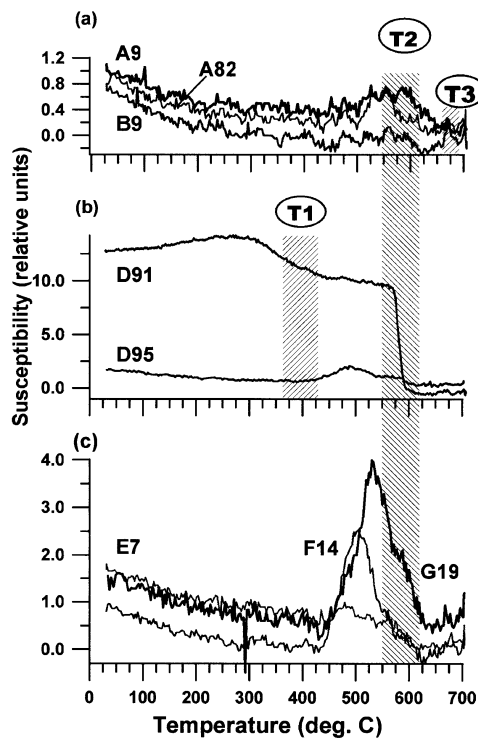 (a)
T1
T2
T3
1.2
0.8
0.4
0.0
A9
A82
B9
(b)
10.0
0.0
D91
D95
(c)
4.0
3.0
2.0
1.0
0.0
E7
F14
G19
0
100
200
300
400
500
600
700
Susceptibility (relative units)
Temperature (deg. C)